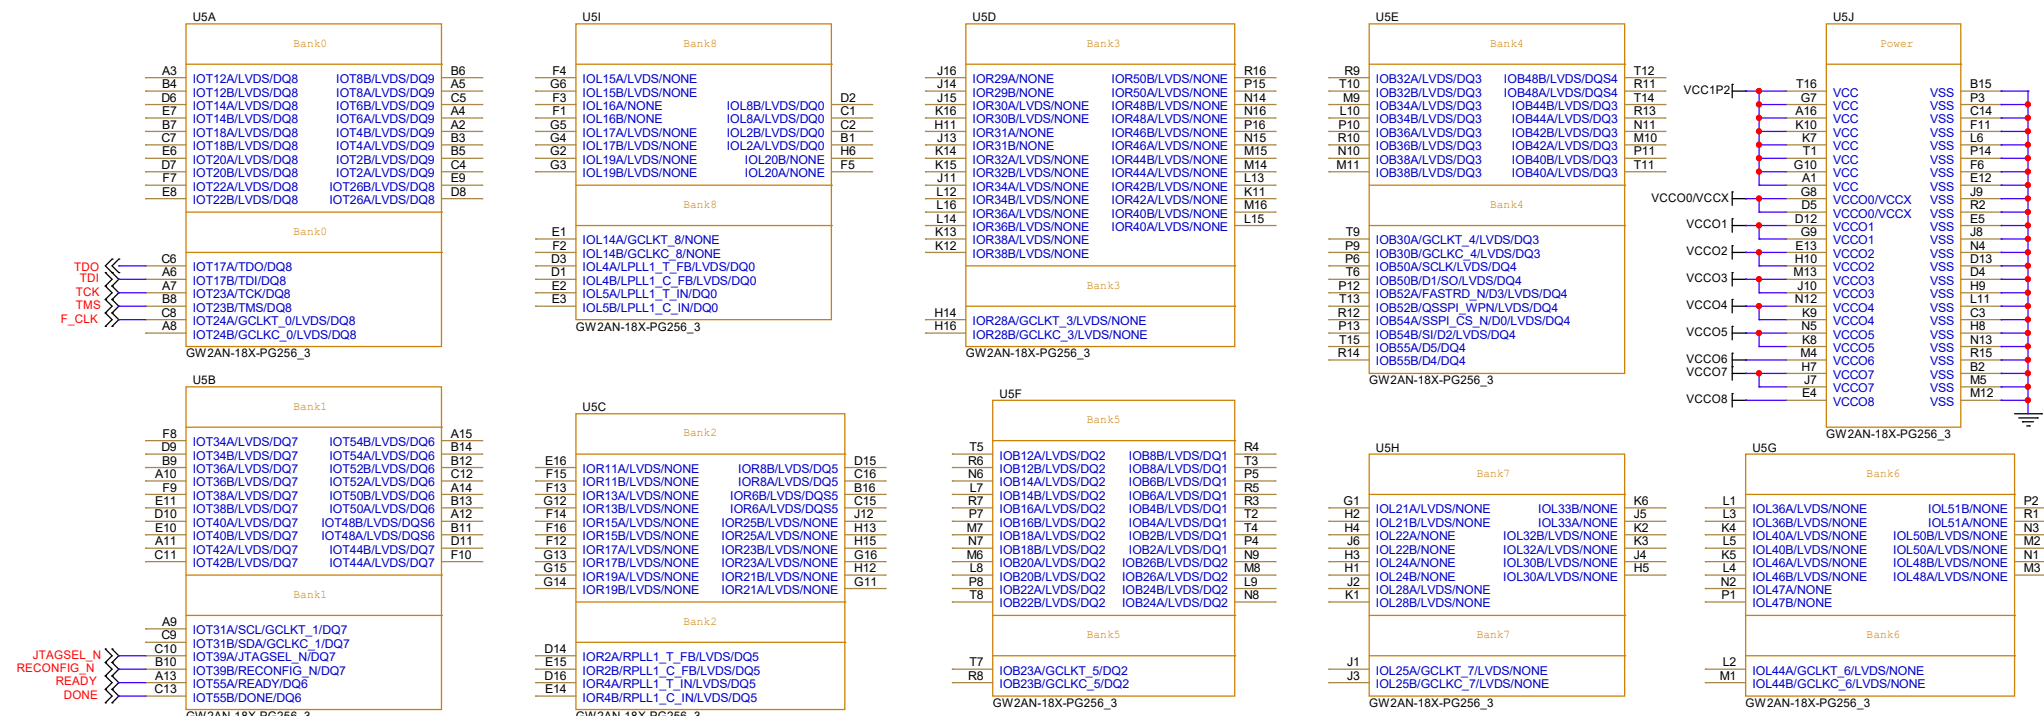 U5A
Bank0
A3 IOT12A/LVDS/DQ8 IOT8B/LVDS/DQ9 B6
B4 IOT12B/LVDS/DQ8 IOT8A/LVDS/DQ9 A5
D6 IOT14A/LVDS/DQ8 IOT6B/LVDS/DQ9 C5
E7 IOT14B/LVDS/DQ8 IOT6A/LVDS/DQ9 A4
B7 IOT18A/LVDS/DQ8 IOT4B/LVDS/DQ9 A2
C7 IOT18B/LVDS/DQ8 IOT4A/LVDS/DQ9 B3
E6 IOT20A/LVDS/DQ8 IOT2B/LVDS/DQ9 B5
D7 IOT20B/LVDS/DQ8 IOT2A/LVDS/DQ9 C4
F7 IOT22A/LVDS/DQ8 IOT26B/LVDS/DQ8 E9
E8 IOT22B/LVDS/DQ8 IOT26A/LVDS/DQ8 D8
Bank0
TDO C6 IOT17A/TDO/DQ8
TDI A6 IOT17B/TDI/DQ8
TCK A7 IOT23A/TCK/DQ8
TMS B8 IOT23B/TMS/DQ8
F_CLK C8 IOT24A/GCLKT_0/LVDS/DQ8
A8 IOT24B/GCLKC_0/LVDS/DQ8
GW2AN-18X-PG256_3
U5I
Bank8
F4 IOL15A/LVDS/NONE
G6 IOL15B/LVDS/NONE
F3 IOL16A/NONE IOL8B/LVDS/DQ0 D2
F1 IOL16B/NONE IOL8A/LVDS/DQ0 C1
G5 IOL17A/LVDS/NONE IOL2B/LVDS/DQ0 C2
G4 IOL17B/LVDS/NONE IOL2A/LVDS/DQ0 B1
G2 IOL19A/LVDS/NONE IOL20B/NONE H6
G3 IOL19B/LVDS/NONE IOL20A/NONE F5
Bank8
E1 IOL14A/GCLKT_8/NONE
F2 IOL14B/GCLKC_8/NONE
D3 IOL4A/LPLL1_T_FB/LVDS/DQ0
D1 IOL4B/LPLL1_C_FB/LVDS/DQ0
E2 IOL5A/LPLL1_T_IN/DQ0
E3 IOL5B/LPLL1_C_IN/DQ0
GW2AN-18X-PG256_3
U5D
Bank3
J16 IOR29A/NONE IOR50B/LVDS/NONE R16
J14 IOR29B/NONE IOR50A/LVDS/NONE P15
J15 IOR30A/LVDS/NONE IOR48B/LVDS/NONE N14
K16 IOR30B/LVDS/NONE IOR48A/LVDS/NONE N16
H11 IOR31A/NONE IOR46B/LVDS/NONE P16
J13 IOR31B/NONE IOR46A/LVDS/NONE N15
K14 IOR32A/LVDS/NONE IOR44B/LVDS/NONE M15
K15 IOR32B/LVDS/NONE IOR44A/LVDS/NONE M14
J11 IOR34A/LVDS/NONE IOR42B/LVDS/NONE L13
L12 IOR34B/LVDS/NONE IOR42A/LVDS/NONE K11
L16 IOR36A/LVDS/NONE IOR40B/LVDS/NONE M16
L14 IOR36B/LVDS/NONE IOR40A/LVDS/NONE L15
K13 IOR38A/LVDS/NONE
K12 IOR38B/LVDS/NONE
Bank3
H14 IOR28A/GCLKT_3/LVDS/NONE
H16 IOR28B/GCLKC_3/LVDS/NONE
GW2AN-18X-PG256_3
U5E
Bank4
R9 IOB32A/LVDS/DQ3 IOB48B/LVDS/DQS4 T12
T10 IOB32B/LVDS/DQ3 IOB48A/LVDS/DQS4 R11
M9 IOB34A/LVDS/DQ3 IOB44B/LVDS/DQ3 T14
L10 IOB34B/LVDS/DQ3 IOB44A/LVDS/DQ3 R13
P10 IOB36A/LVDS/DQ3 IOB42B/LVDS/DQ3 N11
R10 IOB36B/LVDS/DQ3 IOB42A/LVDS/DQ3 M10
N10 IOB38A/LVDS/DQ3 IOB40B/LVDS/DQ3 P11
M11 IOB38B/LVDS/DQ3 IOB40A/LVDS/DQ3 T11
Bank4
T9 IOB30A/GCLKT_4/LVDS/DQ3
P9 IOB30B/GCLKC_4/LVDS/DQ3
P6 IOB50A/SCLK/LVDS/DQ4
T6 IOB50B/D1/SO/LVDS/DQ4
P12 IOB52A/FASTRD_N/D3/LVDS/DQ4
T13 IOB52B/QSSPI_WPN/LVDS/DQ4
R12 IOB54A/SSPI_CS_N/D0/LVDS/DQ4
P13 IOB54B/SI/D2/LVDS/DQ4
T15 IOB55A/D5/DQ4
R14 IOB55B/D4/DQ4
GW2AN-18X-PG256_3
U5J
Power
VCC1P2 T16 VCC VSS B15
G7 VCC VSS P3
A16 VCC VSS C14
K10 VCC VSS F11
K7 VCC VSS L6
T1 VCC VSS P14
G10 VCC VSS F6
A1 VCC VSS E12
VCCO0/VCCX G8 VCCO0/VCCX VSS J9
D5 VCCO0/VCCX VSS R2
VCCO1 D12 VCCO1 VSS E5
G9 VCCO1 VSS J8
VCCO2 E13 VCCO2 VSS N4
H10 VCCO2 VSS D13
VCCO3 M13 VCCO3 VSS D4
J10 VCCO3 VSS H9
VCCO4 N12 VCCO4 VSS L11
K9 VCCO4 VSS C3
VCCO5 N5 VCCO5 VSS H8
K8 VCCO5 VSS N13
VCCO6 M4 VCCO6 VSS R15
VCCO7 H7 VCCO7 VSS B2
J7 VCCO7 VSS M5
VCCO8 E4 VCCO8 VSS M12
GW2AN-18X-PG256_3
U5B
Bank1
F8 IOT34A/LVDS/DQ7 IOT54B/LVDS/DQ6 A15
D9 IOT34B/LVDS/DQ7 IOT54A/LVDS/DQ6 B14
B9 IOT36A/LVDS/DQ7 IOT52B/LVDS/DQ6 B12
A10 IOT36B/LVDS/DQ7 IOT52A/LVDS/DQ6 C12
F9 IOT38A/LVDS/DQ7 IOT50B/LVDS/DQ6 A14
E11 IOT38B/LVDS/DQ7 IOT50A/LVDS/DQ6 B13
D10 IOT40A/LVDS/DQ7 IOT48B/LVDS/DQS6 A12
E10 IOT40B/LVDS/DQ7 IOT48A/LVDS/DQS6 B11
A11 IOT42A/LVDS/DQ7 IOT44B/LVDS/DQ7 D11
C11 IOT42B/LVDS/DQ7 IOT44A/LVDS/DQ7 F10
Bank1
A9 IOT31A/SCL/GCLKT_1/DQ7
C9 IOT31B/SDA/GCLKC_1/DQ7
JTAGSEL_N C10 IOT39A/JTAGSEL_N/DQ7
RECONFIG_N B10 IOT39B/RECONFIG_N/DQ7
READY A13 IOT55A/READY/DQ6
DONE C13 IOT55B/DONE/DQ6
GW2AN-18X-PG256_3
U5C
Bank2
E16 IOR11A/LVDS/NONE IOR8B/LVDS/DQ5 D15
F15 IOR11B/LVDS/NONE IOR8A/LVDS/DQ5 C16
F13 IOR13A/LVDS/NONE IOR6B/LVDS/DQS5 B16
G12 IOR13B/LVDS/NONE IOR6A/LVDS/DQS5 C15
F14 IOR15A/LVDS/NONE IOR25B/LVDS/NONE J12
F16 IOR15B/LVDS/NONE IOR25A/LVDS/NONE H13
F12 IOR17A/LVDS/NONE IOR23B/LVDS/NONE H15
G13 IOR17B/LVDS/NONE IOR23A/LVDS/NONE G16
G15 IOR19A/LVDS/NONE IOR21B/LVDS/NONE H12
G14 IOR19B/LVDS/NONE IOR21A/LVDS/NONE G11
Bank2
D14 IOR2A/RPLL1_T_FB/LVDS/DQ5
E15 IOR2B/RPLL1_C_FB/LVDS/DQ5
D16 IOR4A/RPLL1_T_IN/LVDS/DQ5
E14 IOR4B/RPLL1_C_IN/LVDS/DQ5
GW2AN-18X-PG256_3
U5F
Bank5
T5 IOB12A/LVDS/DQ2 IOB8B/LVDS/DQ1 R4
R6 IOB12B/LVDS/DQ2 IOB8A/LVDS/DQ1 T3
N6 IOB14A/LVDS/DQ2 IOB6B/LVDS/DQ1 P5
L7 IOB14B/LVDS/DQ2 IOB6A/LVDS/DQ1 R5
R7 IOB16A/LVDS/DQ2 IOB4B/LVDS/DQ1 R3
P7 IOB16B/LVDS/DQ2 IOB4A/LVDS/DQ1 T2
M7 IOB18A/LVDS/DQ2 IOB2B/LVDS/DQ1 T4
N7 IOB18B/LVDS/DQ2 IOB2A/LVDS/DQ1 P4
M6 IOB20A/LVDS/DQ2 IOB26B/LVDS/DQ2 N9
L8 IOB20B/LVDS/DQ2 IOB26A/LVDS/DQ2 M8
P8 IOB22A/LVDS/DQ2 IOB24B/LVDS/DQ2 L9
T8 IOB22B/LVDS/DQ2 IOB24A/LVDS/DQ2 N8
Bank5
T7 IOB23A/GCLKT_5/DQ2
R8 IOB23B/GCLKC_5/DQ2
GW2AN-18X-PG256_3
U5H
Bank7
G1 IOL21A/LVDS/NONE IOL33B/NONE K6
H2 IOL21B/LVDS/NONE IOL33A/NONE J5
H4 IOL22A/NONE IOL32B/LVDS/NONE K2
J6 IOL22B/NONE IOL32A/LVDS/NONE K3
H3 IOL24A/NONE IOL30B/LVDS/NONE J4
H1 IOL24B/NONE IOL30A/LVDS/NONE H5
J2 IOL28A/LVDS/NONE
K1 IOL28B/LVDS/NONE
Bank7
J1 IOL25A/GCLKT_7/LVDS/NONE
J3 IOL25B/GCLKC_7/LVDS/NONE
GW2AN-18X-PG256_3
U5G
Bank6
L1 IOL36A/LVDS/NONE IOL51B/NONE P2
L3 IOL36B/LVDS/NONE IOL51A/NONE R1
K4 IOL40A/LVDS/NONE IOL50B/LVDS/NONE N3
L5 IOL40B/LVDS/NONE IOL50A/LVDS/NONE M2
K5 IOL46A/LVDS/NONE IOL48B/LVDS/NONE N1
L4 IOL46B/LVDS/NONE IOL48A/LVDS/NONE M3
N2 IOL47A/NONE
P1 IOL47B/NONE
Bank6
L2 IOL44A/GCLKT_6/LVDS/NONE
M1 IOL44B/GCLKC_6/LVDS/NONE
GW2AN-18X-PG256_3